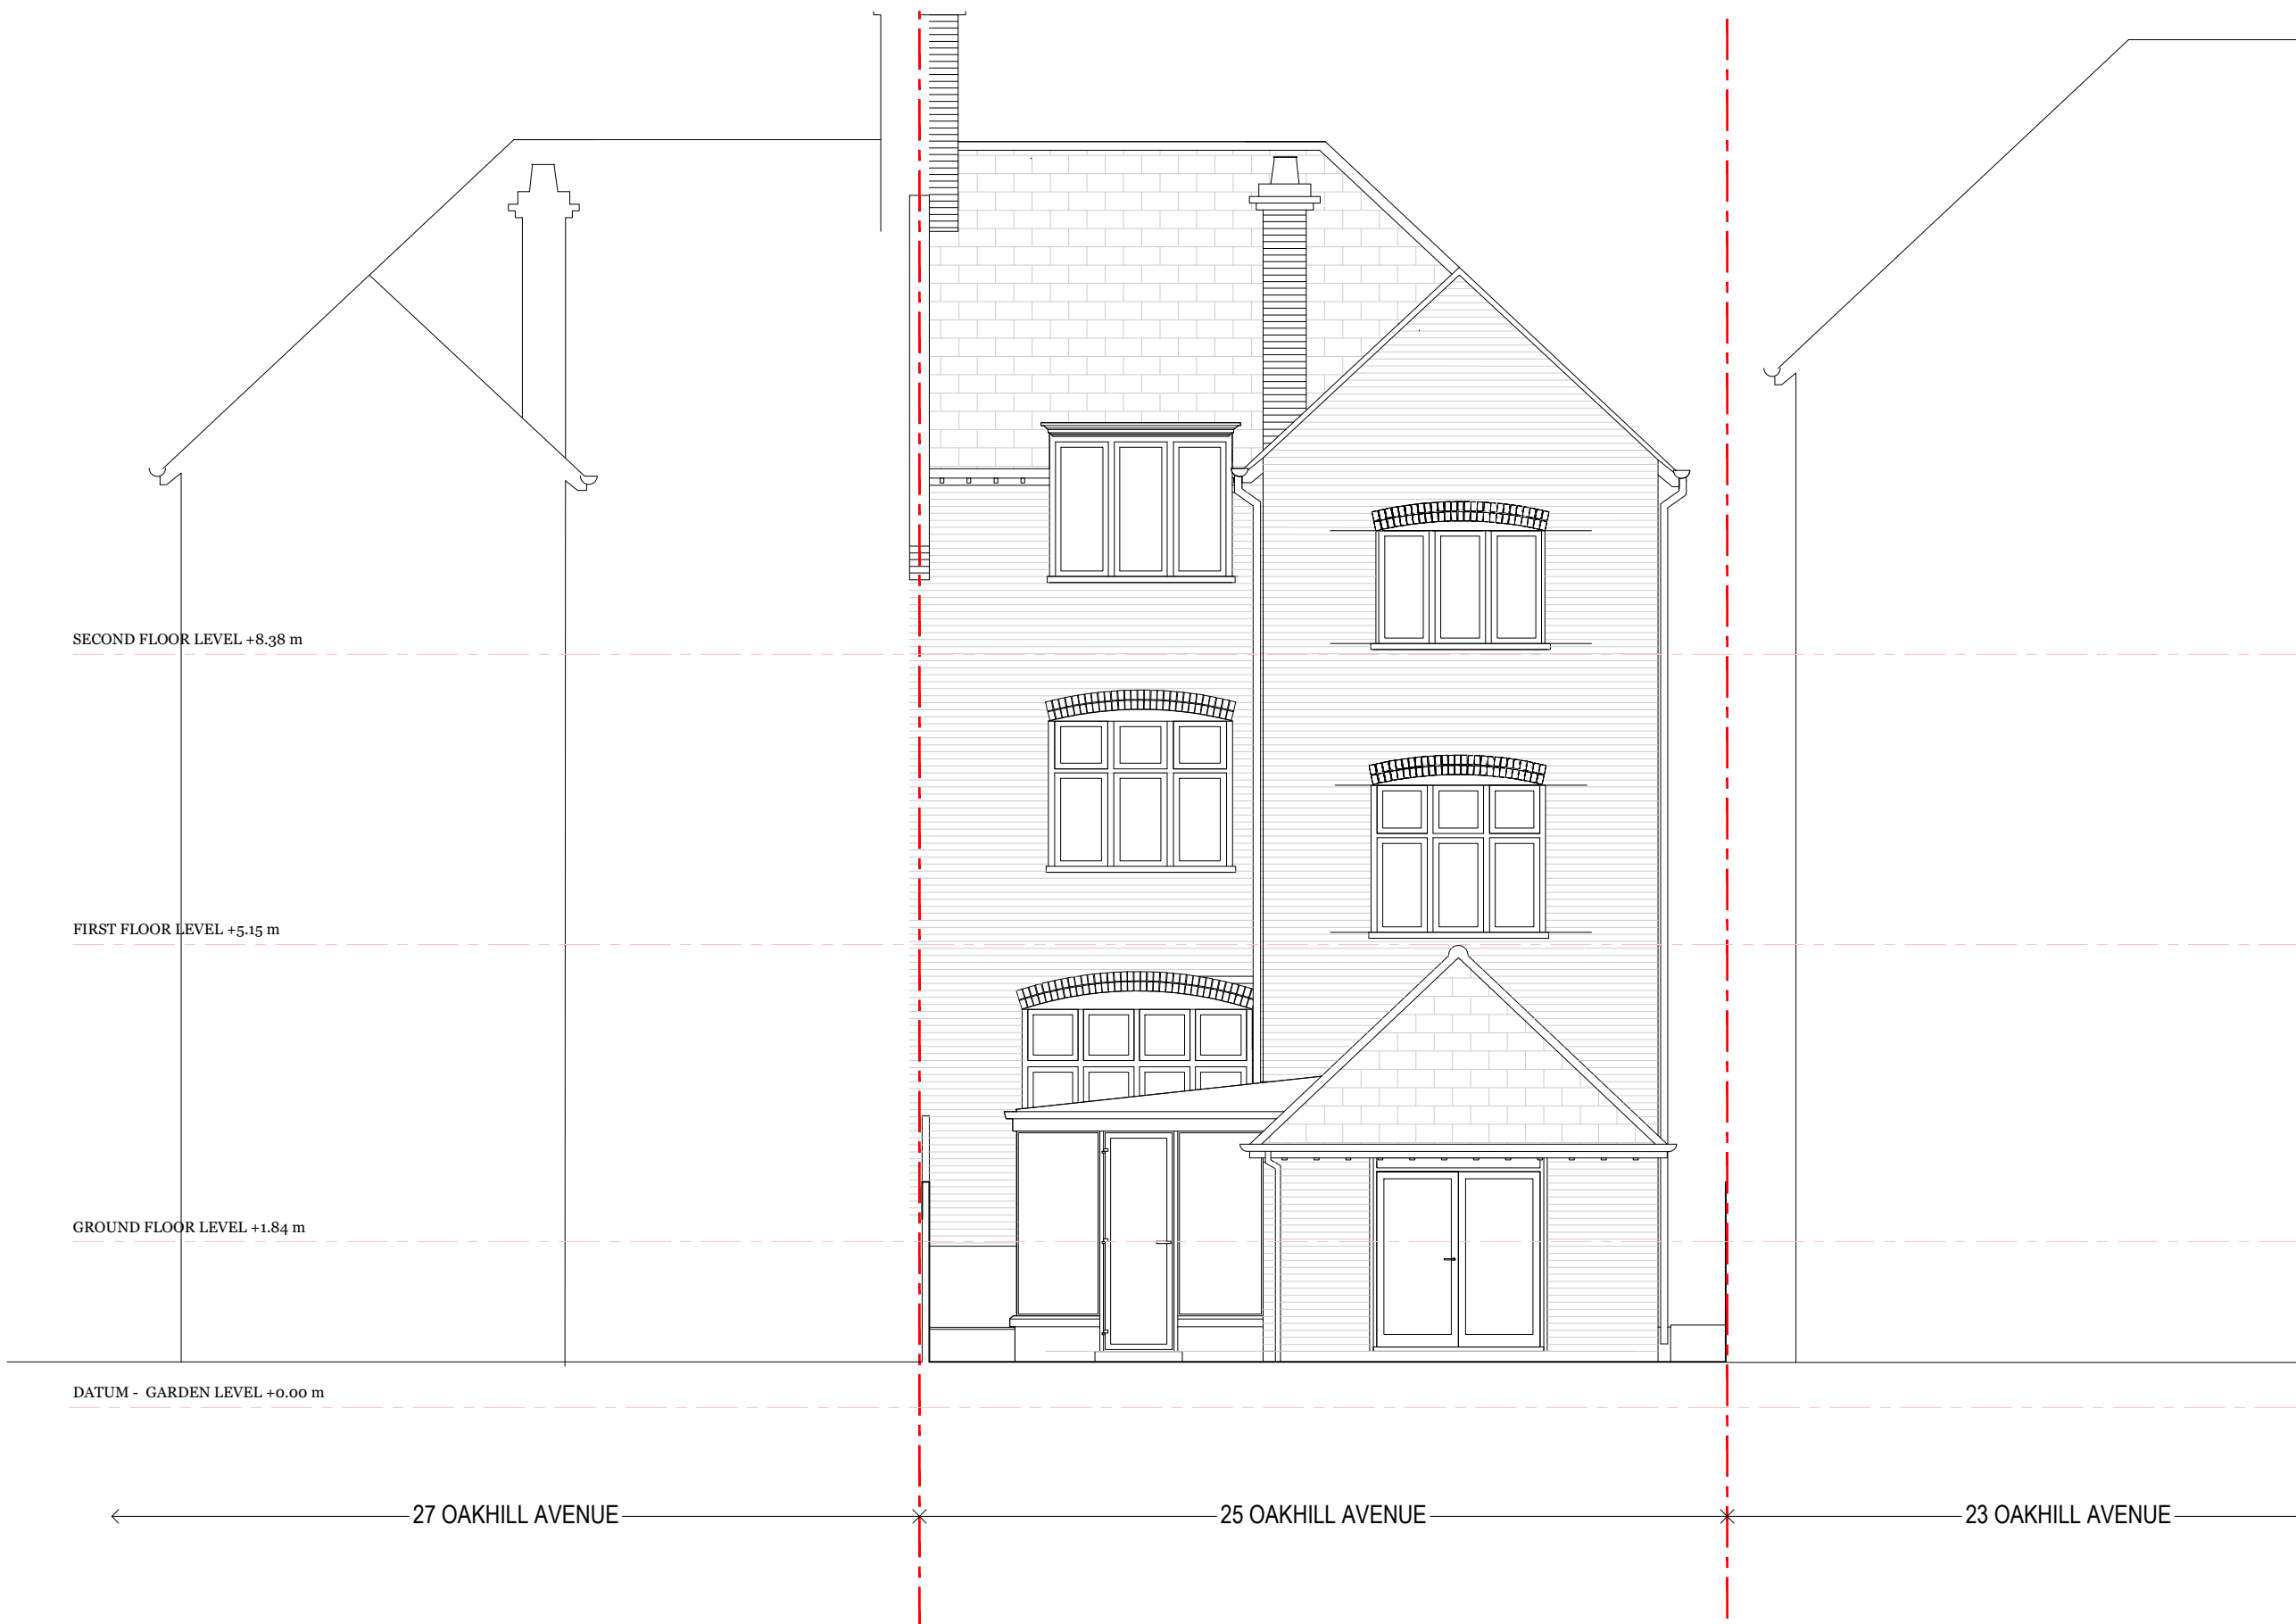 SECOND FLOOR LEVEL +8.38 m
FIRST FLOOR LEVEL +5.15 m
GROUND FLOOR LEVEL +1.84 m
DATUM - GARDEN LEVEL +0.00 m
27 OAKHILL AVENUE
25 OAKHILL AVENUE
23 OAKHILL AVENUE